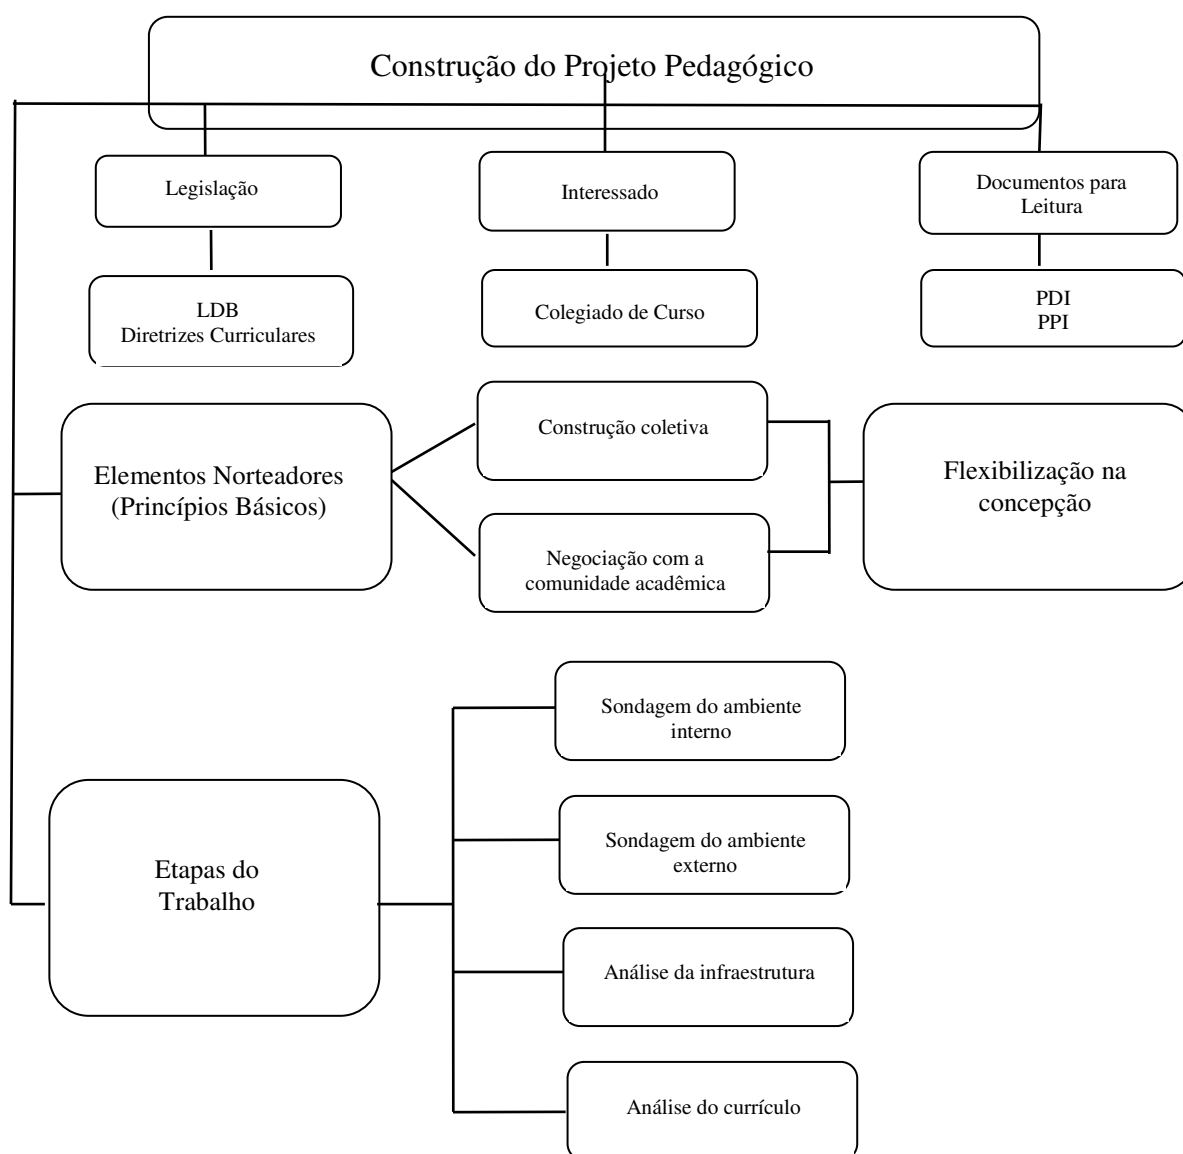 Construção do Projeto Pedagógico
Legislação
Interessado
Documentos para
Leitura
LDB
Diretrizes Curriculares
Colegiado de Curso
PDI
PPI
Elementos Norteadores
(Princípios Básicos)
Construção coletiva
Negociação com a
comunidade acadêmica
Flexibilização na
concepção
Etapas do
Trabalho
Sondagem do ambiente
interno
Sondagem do ambiente
externo
Análise da infraestrutura
Análise do currículo